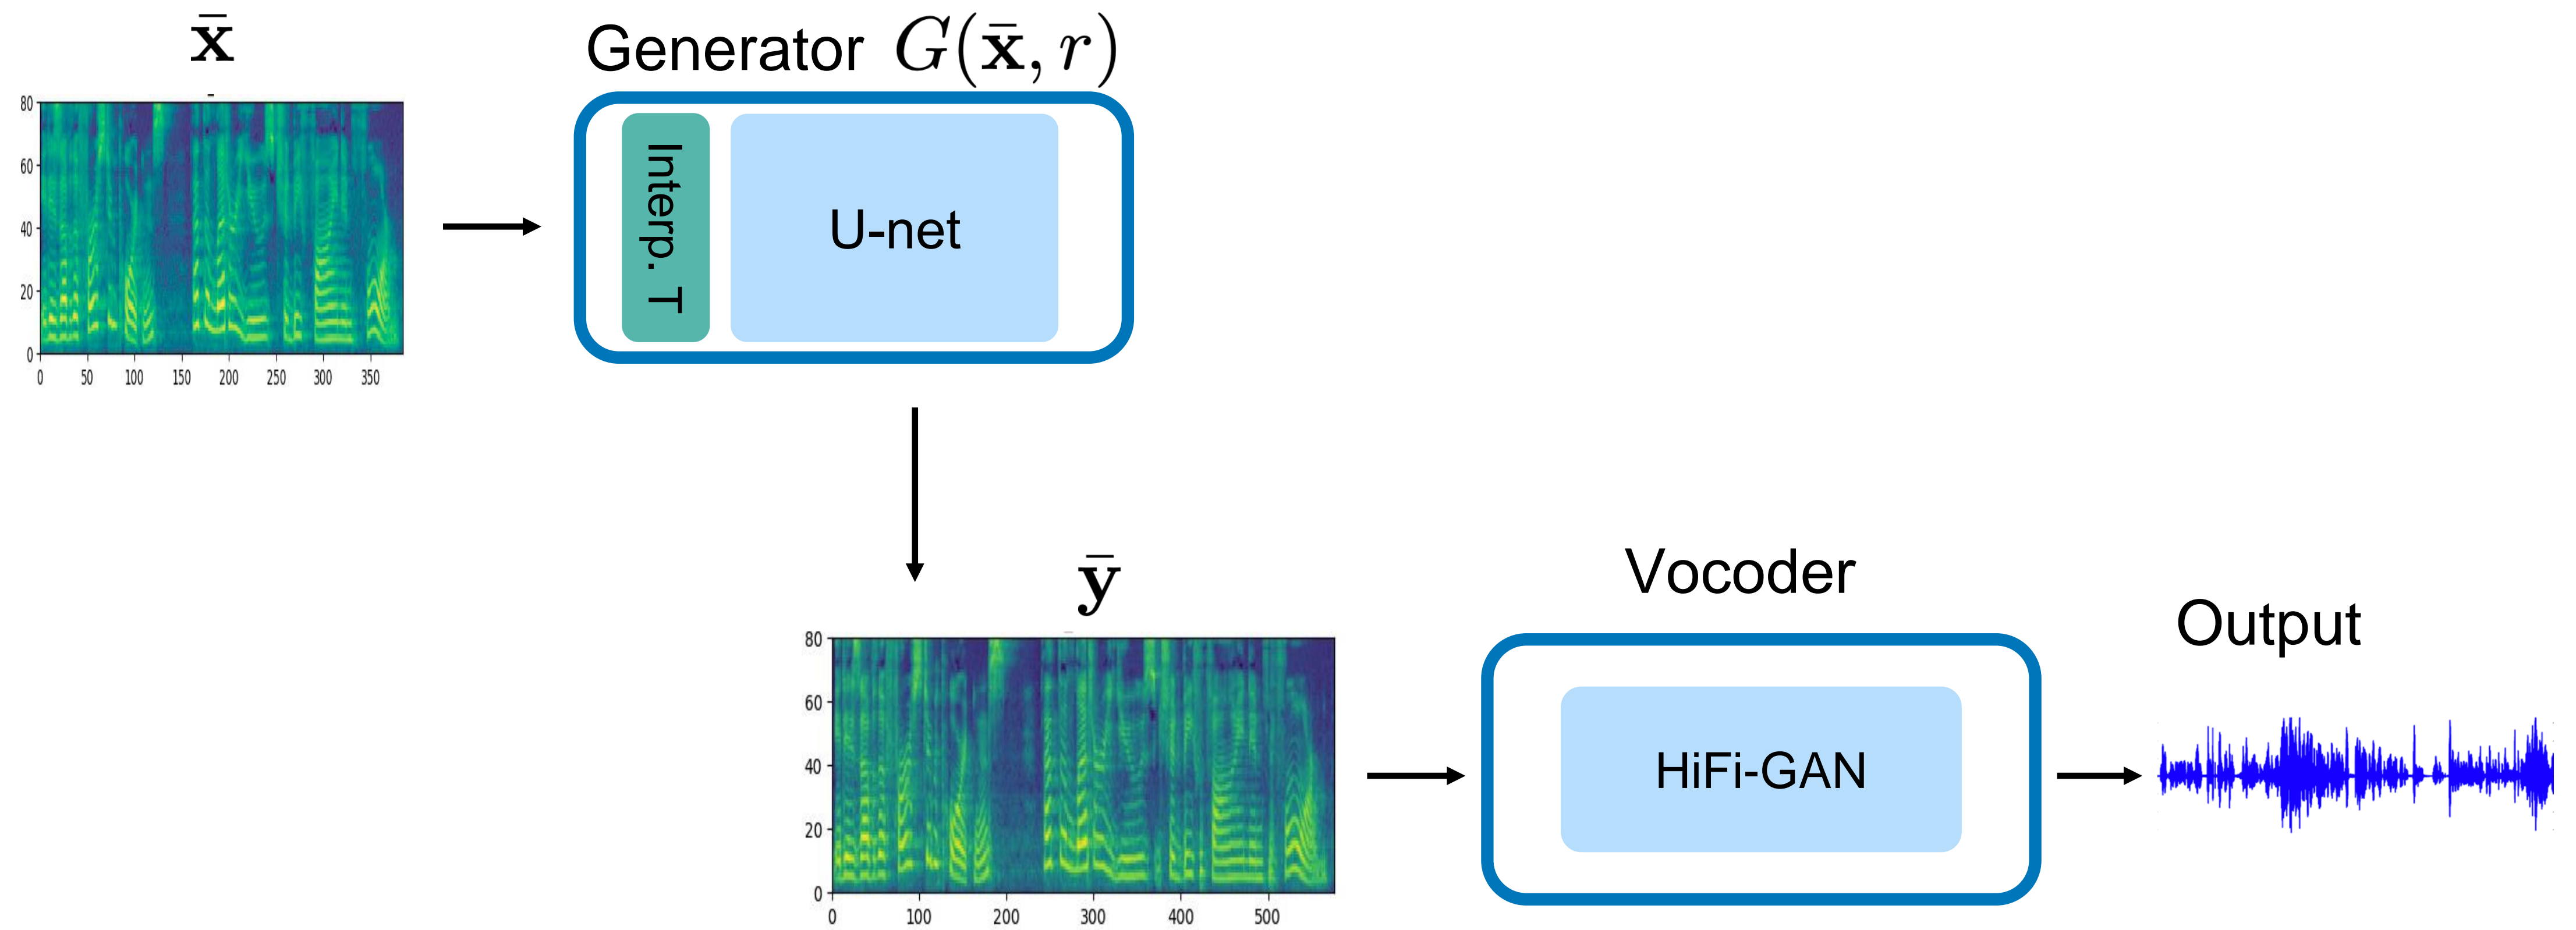 x̄
Generator G(x̄, r)
80
60
40
20
0
0 50 100 150 200 250 300 350
Interp. T
U-net
ȳ
80
60
40
20
0
0 100 200 300 400 500
Vocoder
HiFi-GAN
Output